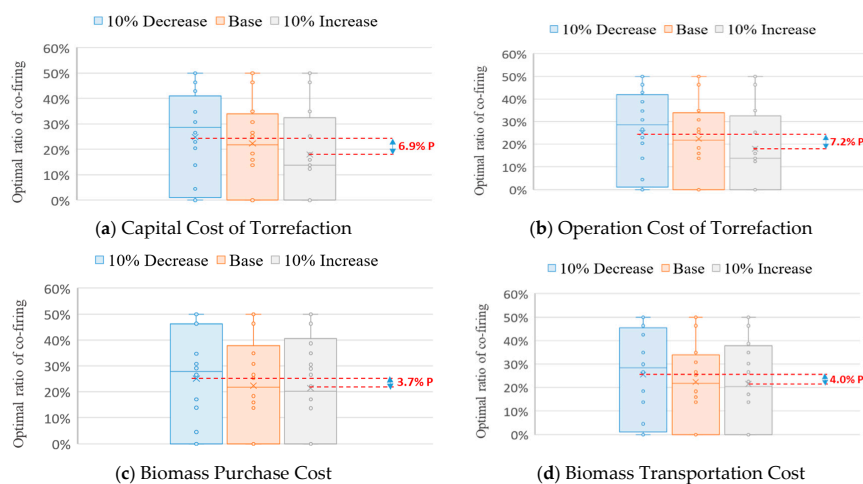 10% Decrease Base 10% Increase
Optimal ratio of co-firing
60%
50%
40%
30%
20%
10%
0%
6.9% P
(a) Capital Cost of Torrefaction
10% Decrease Base 10% Increase
Optimal ratio of co-firing
60%
50%
40%
30%
20%
10%
0%
7.2% P
(b) Operation Cost of Torrefaction
10% Decrease Base 10% Increase
Optimal ratio of co-firing
60%
50%
40%
30%
20%
10%
0%
3.7% P
(c) Biomass Purchase Cost
10% Decrease Base 10% Increase
Optimal ratio of co-firing
60%
50%
40%
30%
20%
10%
0%
4.0% P
(d) Biomass Transportation Cost